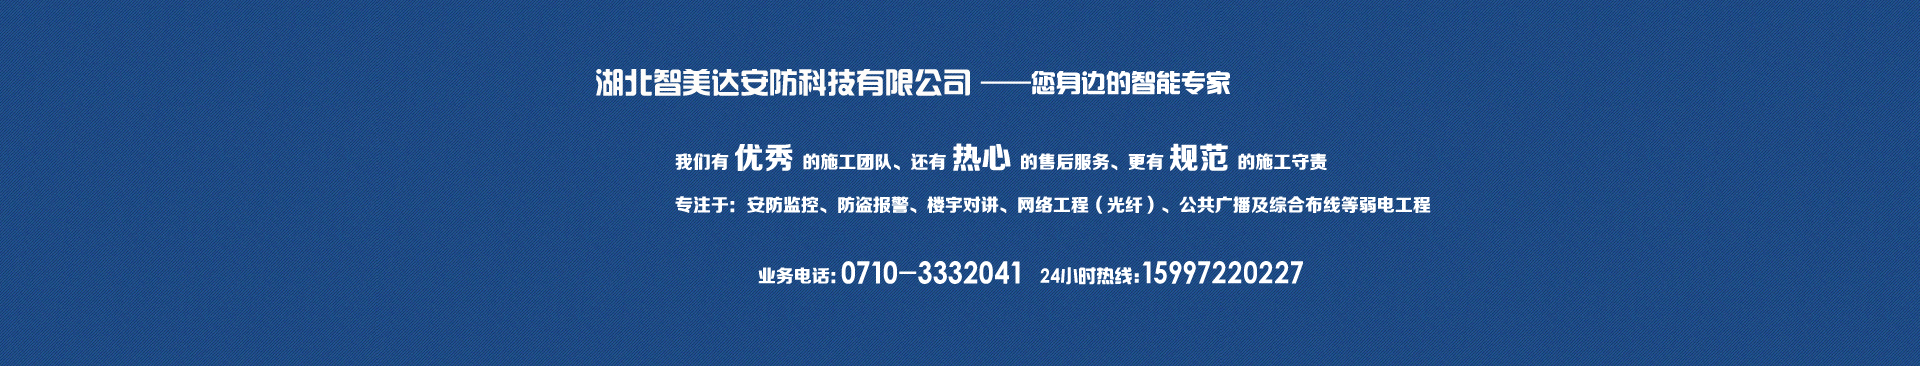 湖北智美达安防科技有限公司 ——您身边的智能专家
我们有 优秀 的施工团队、还有 热心 的售后服务、更有 规范 的施工守责
专注于：安防监控、防盗报警、楼宇对讲、网络工程（光纤）、公共广播及综合布线等弱电工程
业务电话：0710-3332041 24小时热线：15997220227